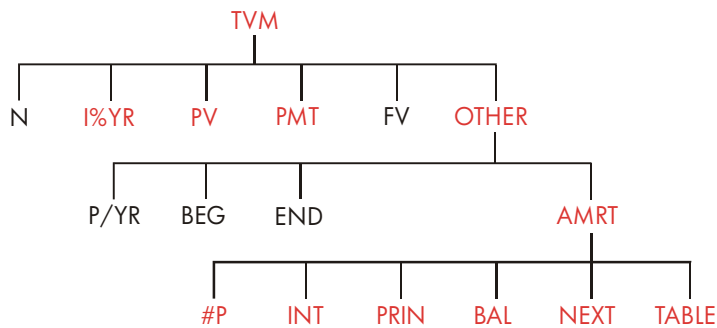 TVM
N I%YR PV PMT FV OTHER
P/YR BEG END AMRT
#P INT PRIN BAL NEXT TABLE